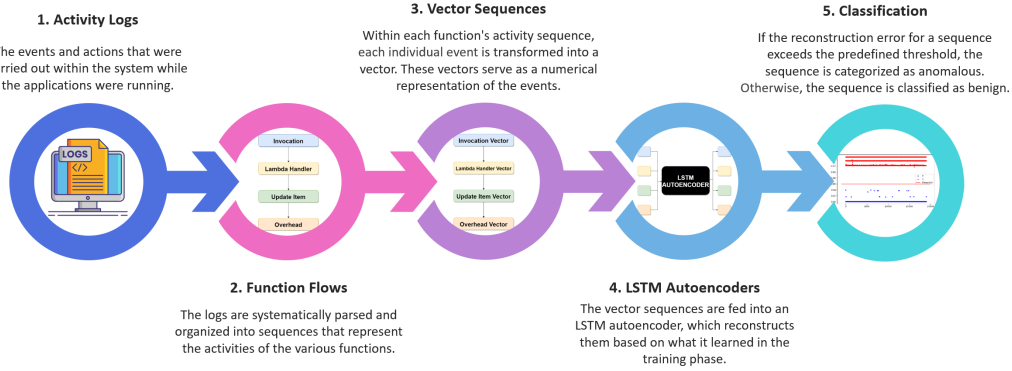 1. Activity Logs
he events and actions that were
rried out within the system while
the applications were running.
LOGS
</>
2. Function Flows
The logs are systematically parsed and
organized into sequences that represent
the activities of the various functions.
Invocation
Lambda Handler
Update Item
Overhead
3. Vector Sequences
Within each function's activity sequence,
each individual event is transformed into a
vector. These vectors serve as a numerical
representation of the events.
Invocation Vector
Lambda Handler Vector
Update Item Vector
Overhead Vector
4. LSTM Autoencoders
The vector sequences are fed into an
LSTM autoencoder, which reconstructs
them based on what it learned in the
training phase.
LSTM
AUTOENCODER
5. Classification
If the reconstruction error for a sequence
exceeds the predefined threshold, the
sequence is categorized as anomalous.
Otherwise, the sequence is classified as benign.